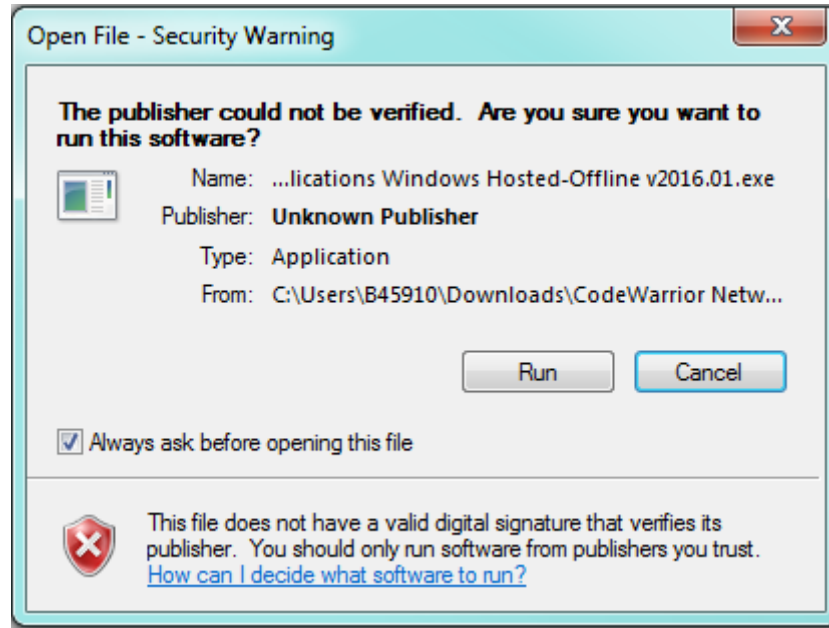 Open File - Security Warning
The publisher could not be verified. Are you sure you want to
run this software?
Name: ...lications Windows Hosted-Offline v2016.01.exe
Publisher: Unknown Publisher
Type: Application
From: C:\Users\B45910\Downloads\CodeWarrior Netw...
Run Cancel
Always ask before opening this file
This file does not have a valid digital signature that verifies its
publisher. You should only run software from publishers you trust.
How can I decide what software to run?